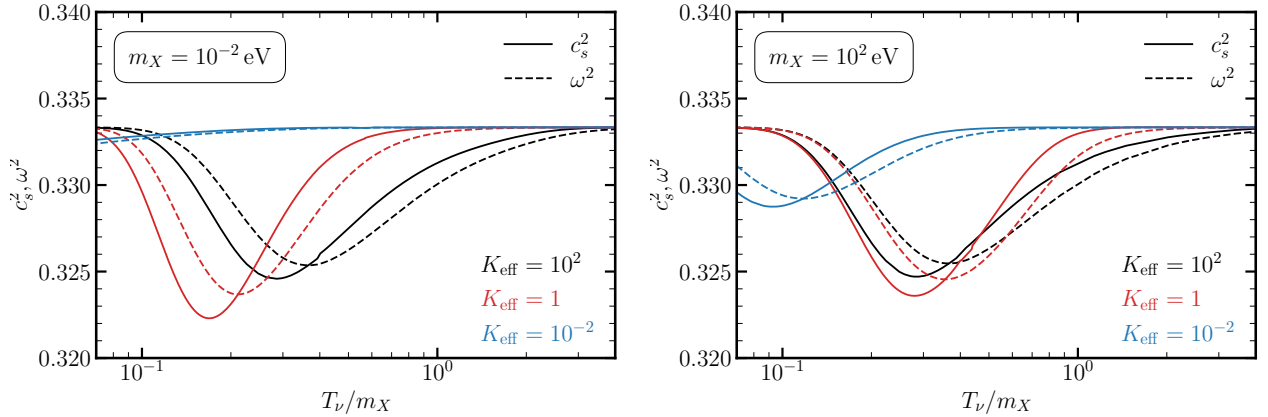 0.340
0.335
0.330
0.325
0.320
c_s^2, ω^2
m_X = 10^{-2} eV
c_s^2
ω^2
K_eff = 10^2
K_eff = 1
K_eff = 10^{-2}
10^{-1}
10^0
T_ν/m_X
0.340
0.335
0.330
0.325
0.320
c_s^2, ω^2
m_X = 10^2 eV
c_s^2
ω^2
K_eff = 10^2
K_eff = 1
K_eff = 10^{-2}
10^{-1}
10^0
T_ν/m_X